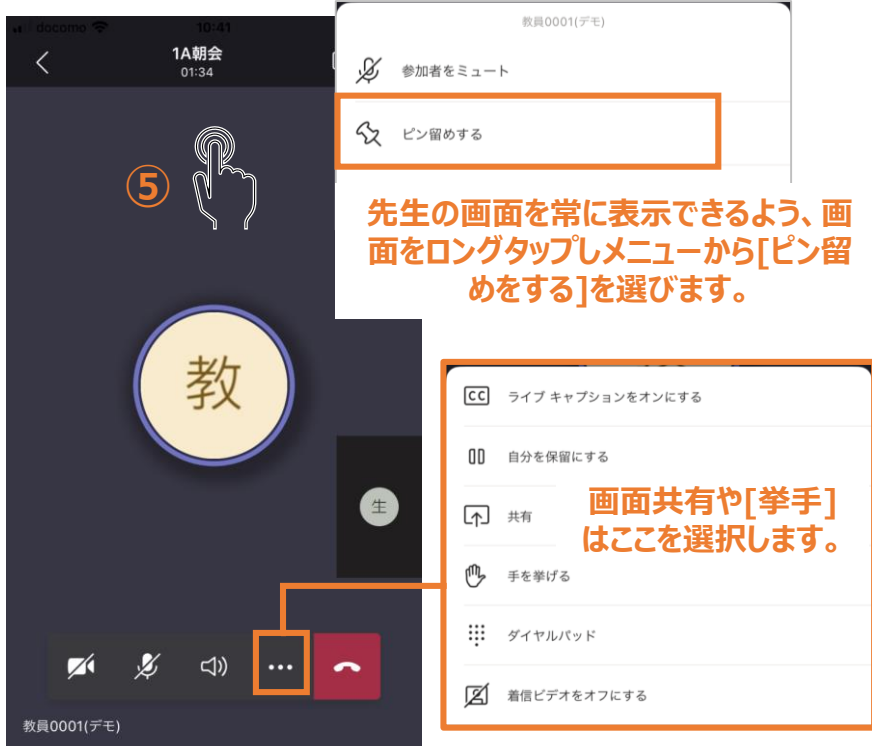 docomo
10:41
1A朝会
01:34
⑤
教
生
教員0001(デモ)
教員0001(デモ)
参加者をミュート
ピン留めする
先生の画面を常に表示できるよう、画
面をロングタップしメニューから[ピン留
めをする]を選びます。
CC ライブ キャプションをオンにする
自分を保留にする
共有
手を挙げる
ダイヤルパッド
着信ビデオをオフにする
画面共有や[挙手]
はここを選択します。